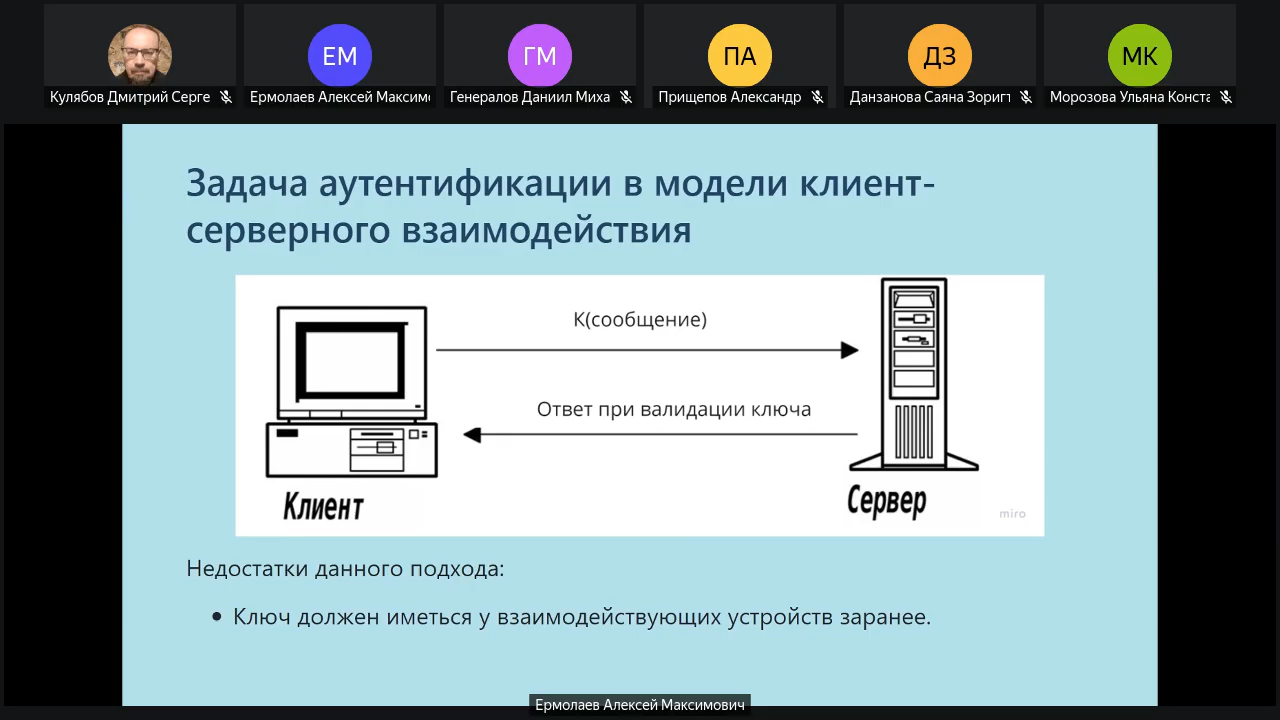 ЕМ
ГМ
ПА
ДЗ
МК
Кулябов Дмитрий Серге
Ермолаев Алексей Максимо
Генералов Даниил Миха
Прищепов Александр
Данзанова Саяна Зоригт
Морозова Ульяна Конста
Задача аутентификации в модели клиент-
серверного взаимодействия
К(сообщение)
Ответ при валидации ключа
Клиент
Сервер
miro
Недостатки данного подхода:
• Ключ должен иметься у взаимодействующих устройств заранее.
Ермолаев Алексей Максимович